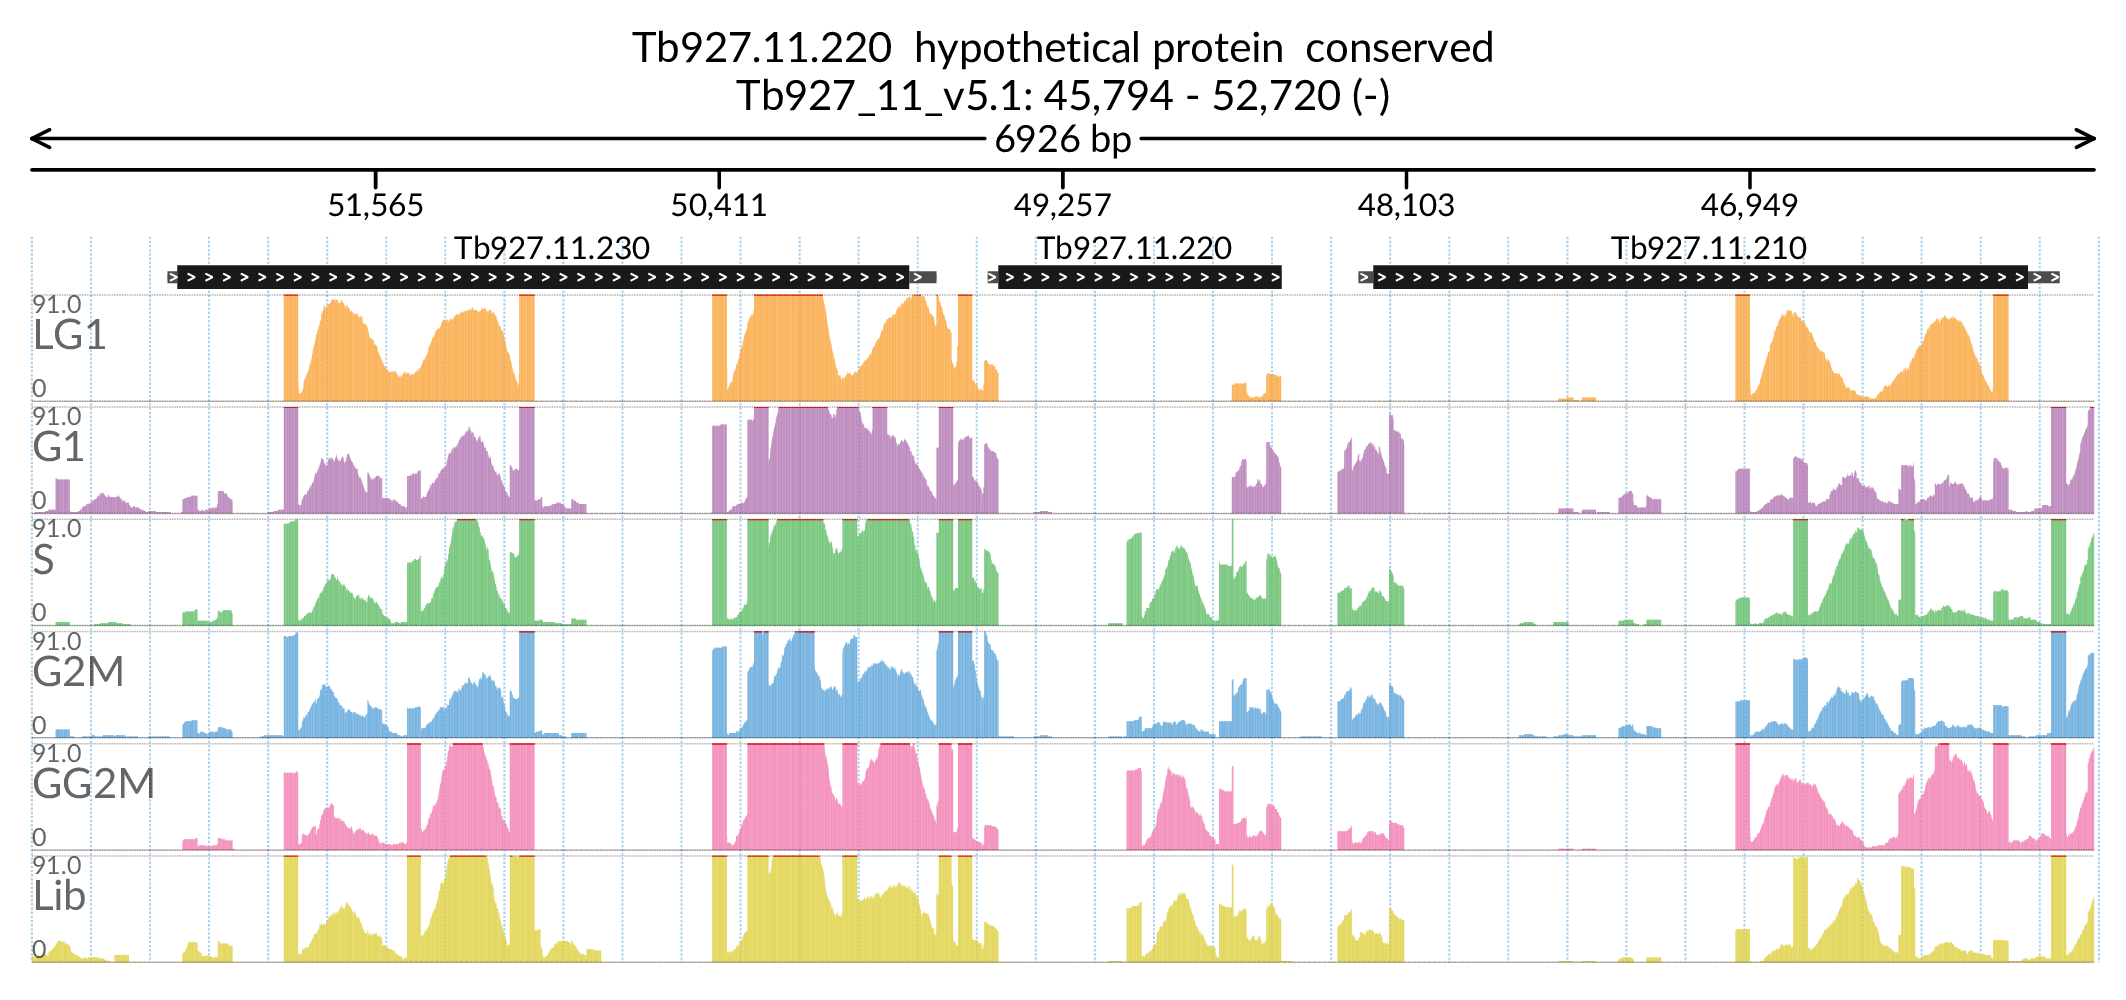 Tb927.11.220 hypothetical protein conserved
Tb927_11_v5.1: 45,794 - 52,720 (-)
6926 bp
51,565 50,411 49,257 48,103 46,949
Tb927.11.230 Tb927.11.220 Tb927.11.210
91.0
LG1
0
91.0
G1
0
91.0
S
0
91.0
G2M
0
91.0
GG2M
0
91.0
Lib
0